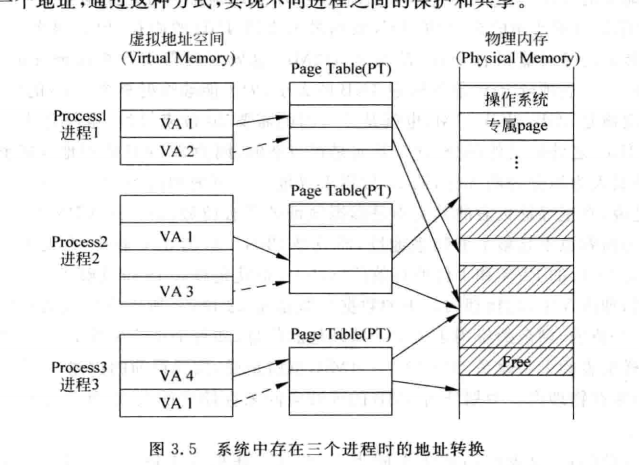 一个地址,通过这种方式,实现不同进程之间的保护和共享。
虚拟地址空间
(Virtual Memory)
Page Table(PT)
物理内存
(Physical Memory)
Process1
进程1
VA 1
VA 2
操作系统
专属page
⋮
Page Table(PT)
Process2
进程2
VA 1
VA 3
Page Table(PT)
Process3
进程3
VA 4
VA 1
Free
图 3.5 系统中存在三个进程时的地址转换